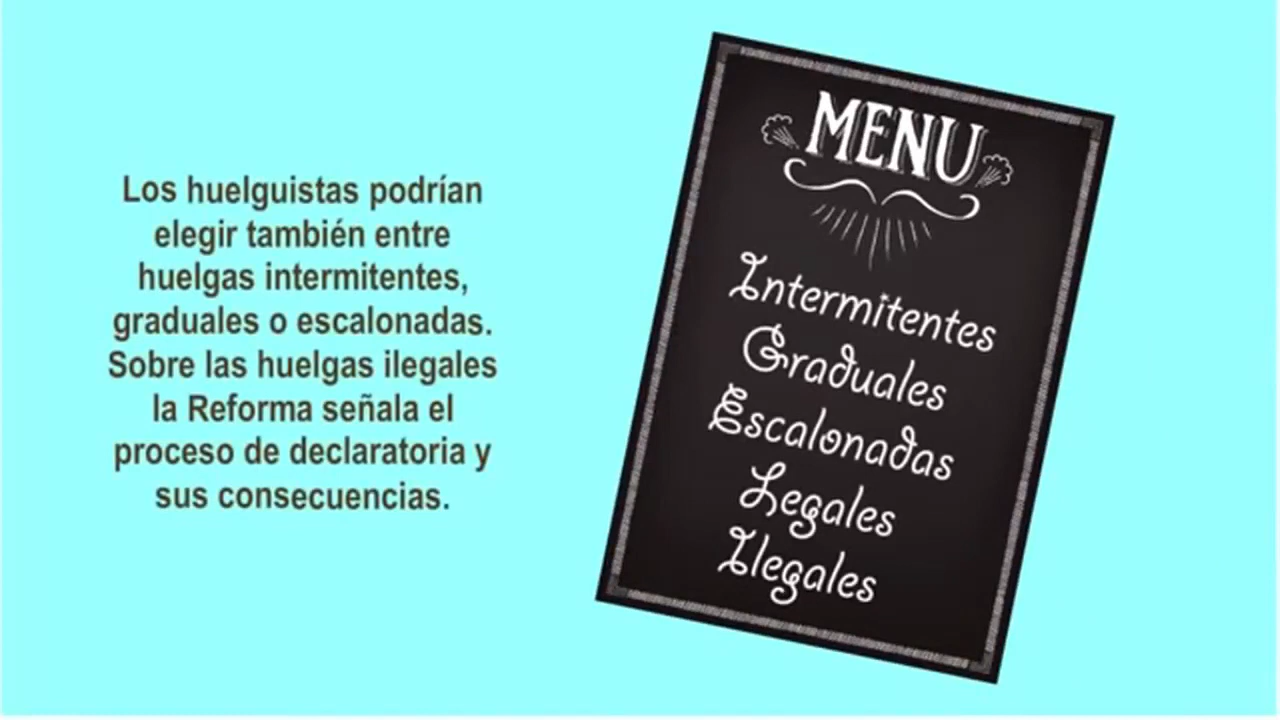 Los huelguistas podrían
elegir también entre
huelgas intermitentes,
graduales o escalonadas.
Sobre las huelgas ilegales
la Reforma señala el
proceso de declaratoria y
sus consecuencias.
MENU
Intermitentes
Graduales
Escalonadas
Legales
Ilegales